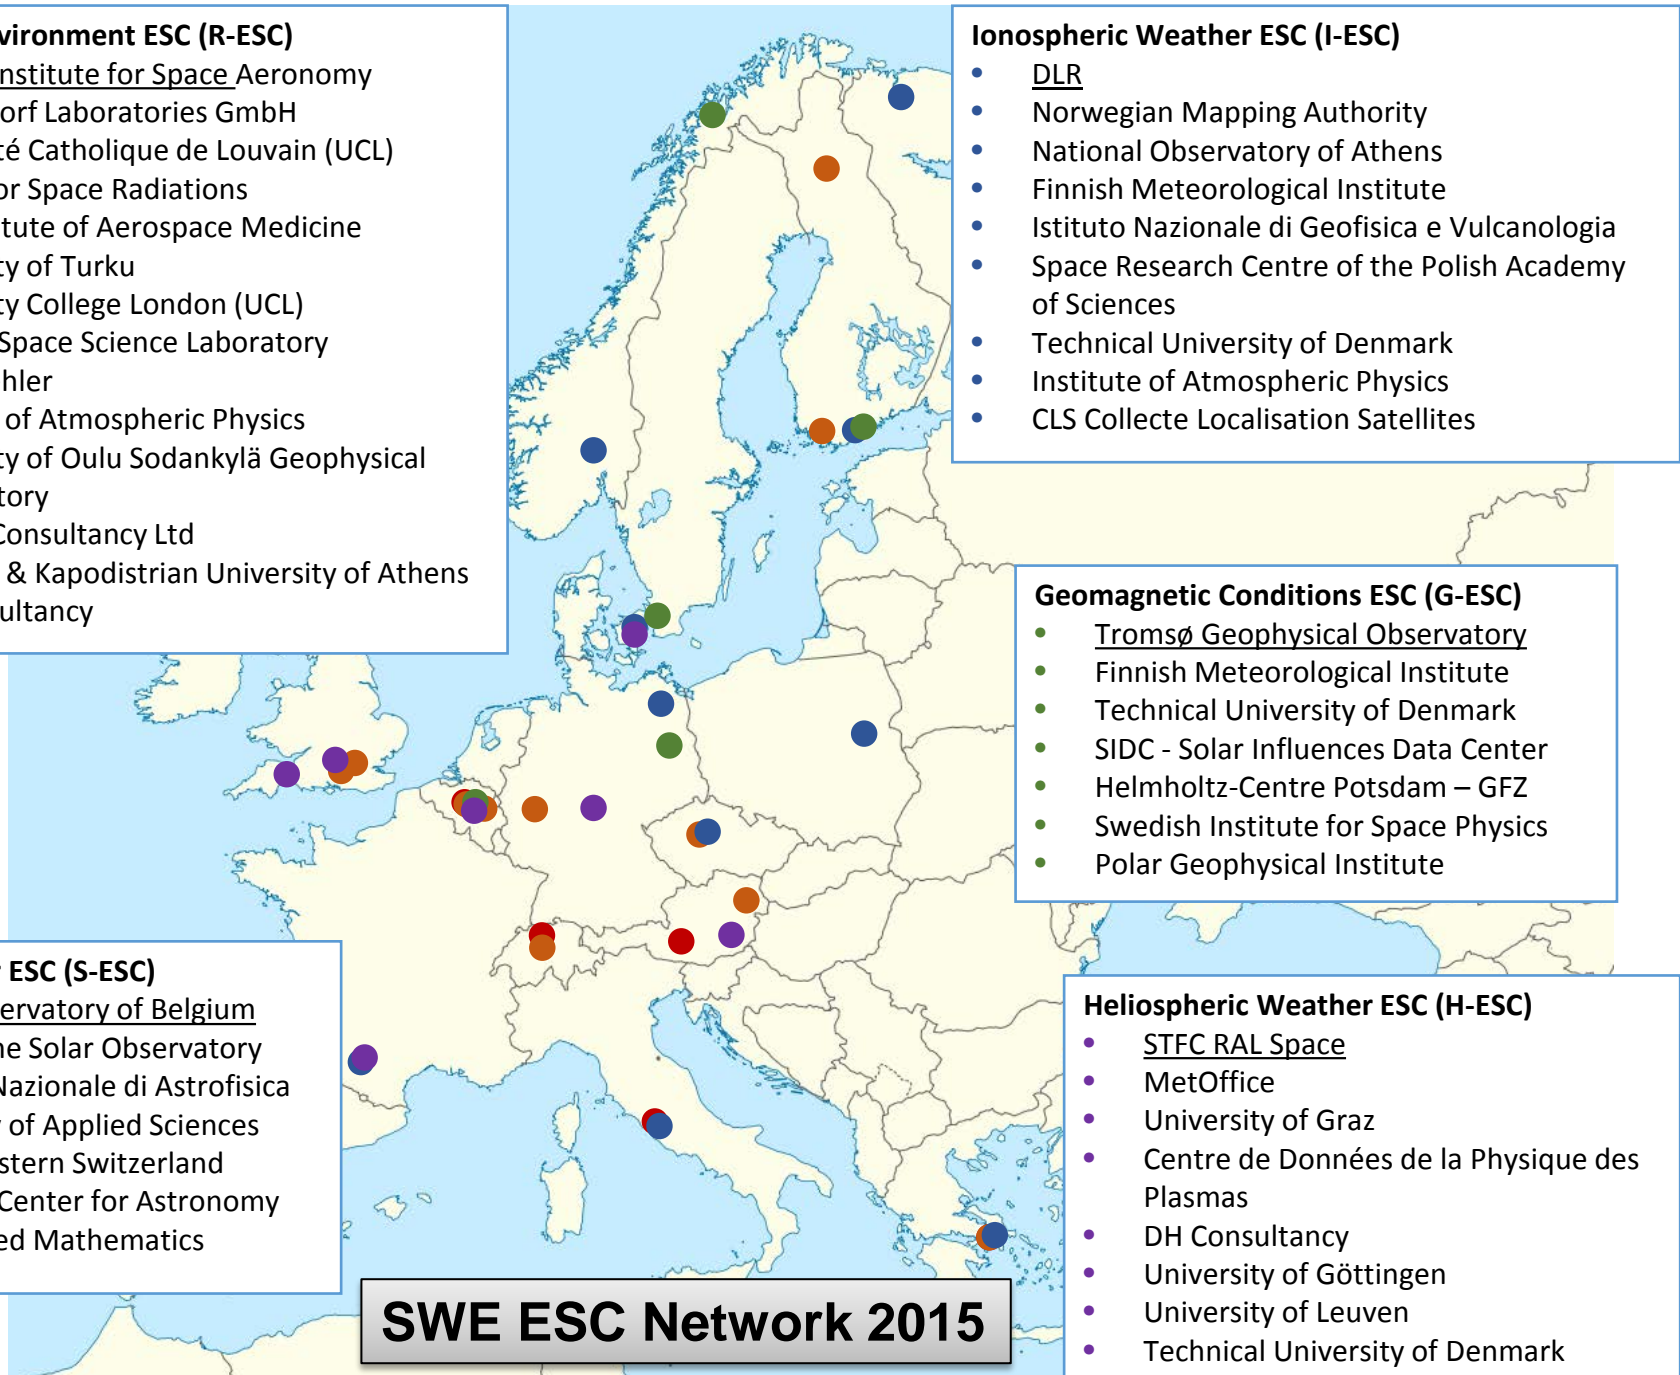 vironment ESC (R-ESC)
nstitute for Space Aeronomy
orf Laboratories GmbH
té Catholique de Louvain (UCL)
or Space Radiations
tute of Aerospace Medicine
ty of Turku
ty College London (UCL)
Space Science Laboratory
hler
of Atmospheric Physics
ty of Oulu Sodankylä Geophysical
tory
Consultancy Ltd
& Kapodistrian University of Athens
sultancy
Ionospheric Weather ESC (I-ESC)
• DLR
• Norwegian Mapping Authority
• National Observatory of Athens
• Finnish Meteorological Institute
• Istituto Nazionale di Geofisica e Vulcanologia
• Space Research Centre of the Polish Academy
of Sciences
• Technical University of Denmark
• Institute of Atmospheric Physics
• CLS Collecte Localisation Satellites
Geomagnetic Conditions ESC (G-ESC)
• Tromsø Geophysical Observatory
• Finnish Meteorological Institute
• Technical University of Denmark
• SIDC - Solar Influences Data Center
• Helmholtz-Centre Potsdam – GFZ
• Swedish Institute for Space Physics
• Polar Geophysical Institute
r ESC (S-ESC)
servatory of Belgium
ne Solar Observatory
Nazionale di Astrofisica
y of Applied Sciences
stern Switzerland
Center for Astronomy
ed Mathematics
Heliospheric Weather ESC (H-ESC)
• STFC RAL Space
• MetOffice
• University of Graz
• Centre de Données de la Physique des
Plasmas
• DH Consultancy
• University of Göttingen
• University of Leuven
• Technical University of Denmark
SWE ESC Network 2015